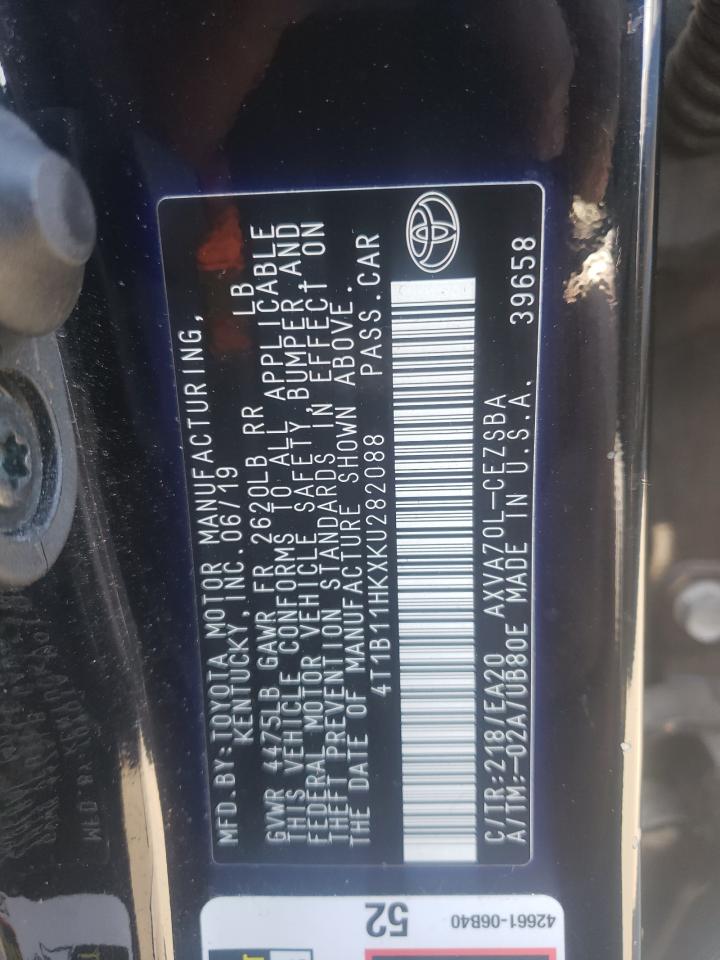 MFD.BY:TOYOTA MOTOR MANUFACTURING,
KENTUCKY, INC.06/19
GVWR 4475LB GAWR FR 2620LB RR LB
THIS VEHICLE CONFORMS TO ALL APPLICABLE
FEDERAL MOTOR VEHICLE SAFETY, BUMPER, AND
THEFT PREVENTION STANDARDS IN EFFECT ON
THE DATE OF MANUFACTURE SHOWN ABOVE.
4T1B11HKXKU282088 PASS.CAR
C/TR:218/EA20 AXVA70L-CEZSBA
A/TM:-02A/UB80E MADE IN U.S.A. 39658
52
42661-06B40